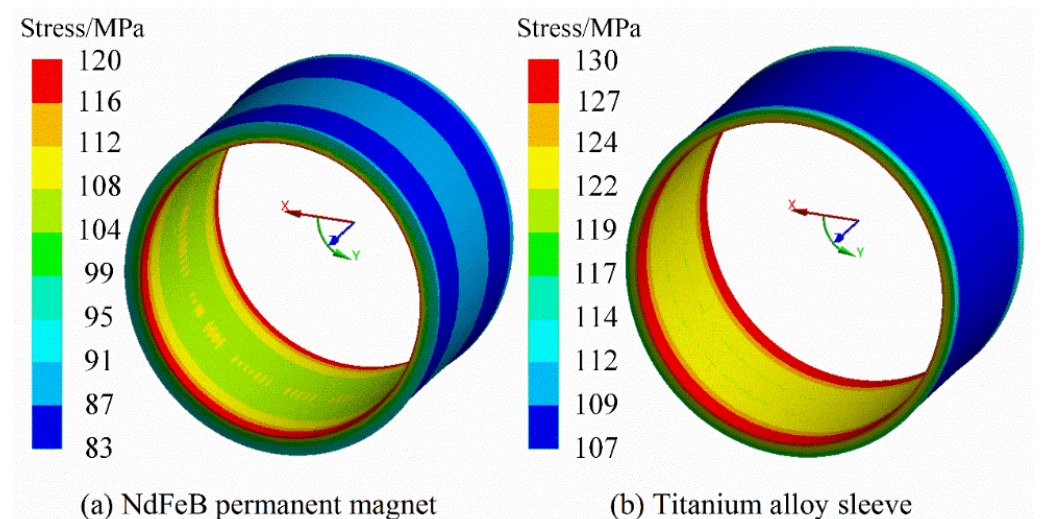 Stress/MPa
120
116
112
108
104
99
95
91
87
83
X
Y
(a) NdFeB permanent magnet
Stress/MPa
130
127
124
122
119
117
114
112
109
107
X
Y
(b) Titanium alloy sleeve